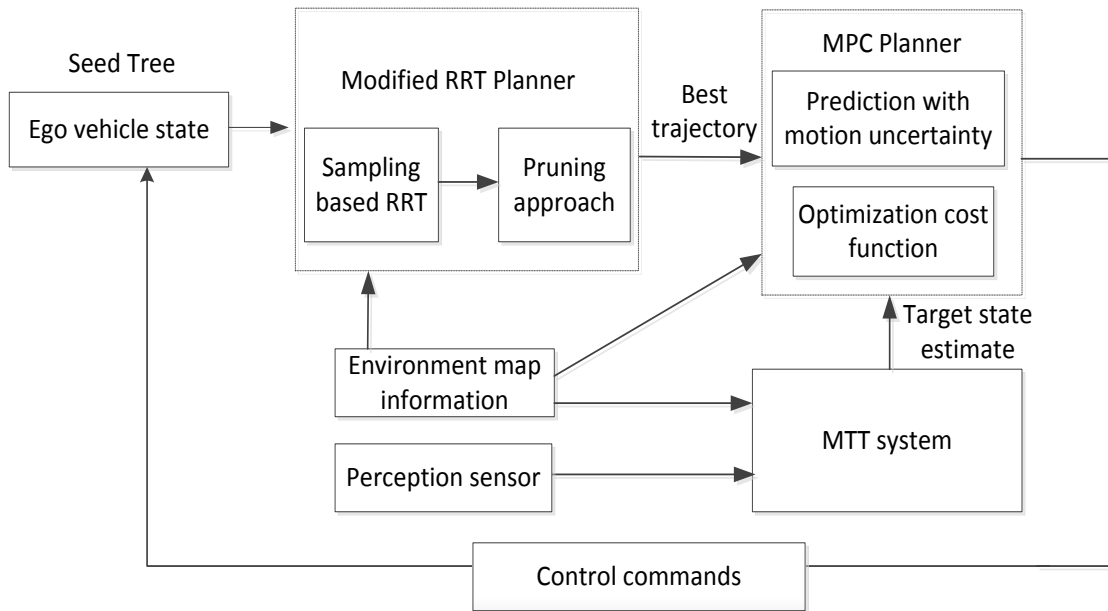 Seed Tree
Ego vehicle state
Modified RRT Planner
Sampling
based RRT
Pruning
approach
Best
trajectory
MPC Planner
Prediction with
motion uncertainty
Optimization cost
function
Target state
estimate
Environment map
information
MTT system
Perception sensor
Control commands